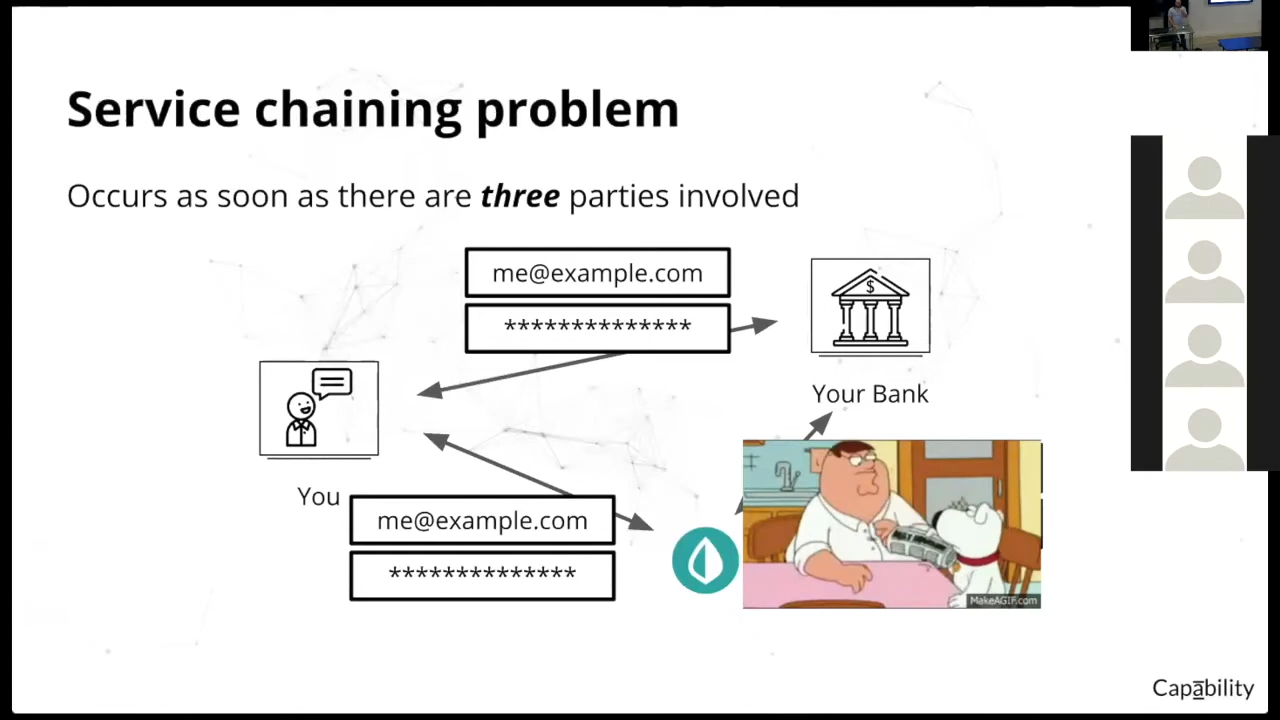 Service chaining problem
Occurs as soon as there are three parties involved
me@example.com
**************
Your Bank
You
me@example.com
**************
MakeAGIF.com
Capability